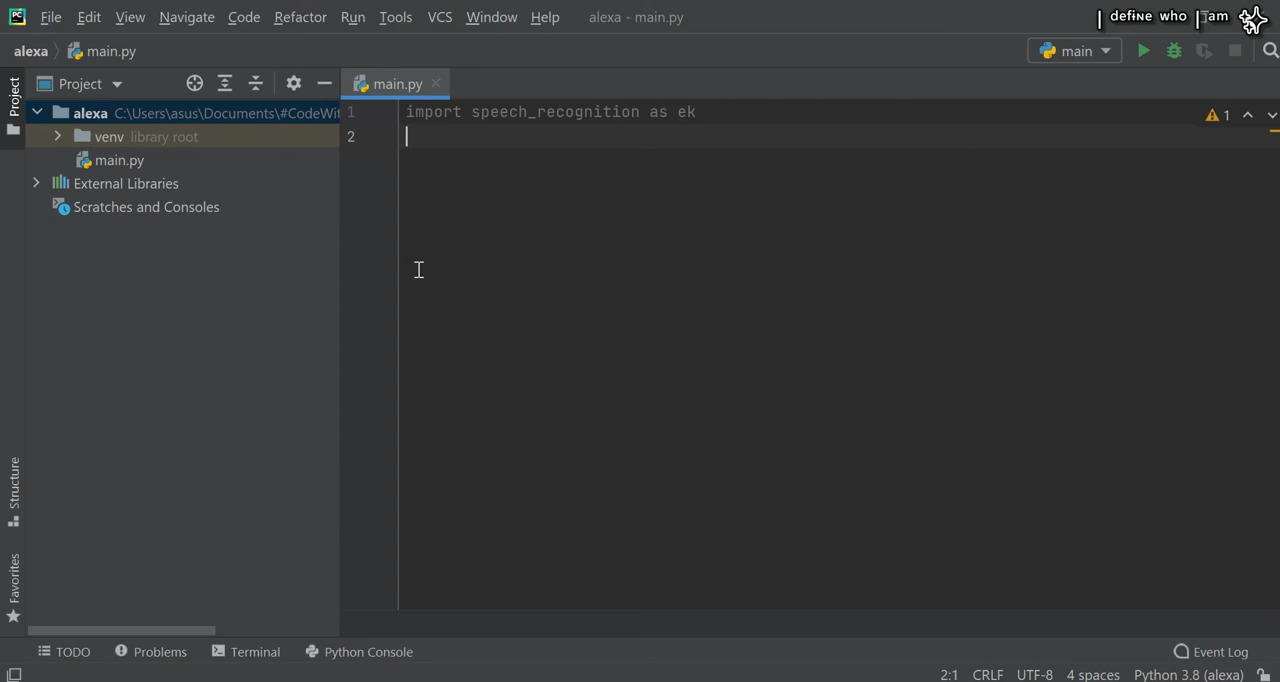 File Edit View Navigate Code Refactor Run Tools VCS Window Help alexa - main.py
define who I am
alexa main.py
main
Project
main.py
Project
alexa C:\Users\asus\Documents\#CodeWit
venv library root
main.py
External Libraries
Scratches and Consoles
1 import speech_recognition as ek
2
1
Structure
Favorites
TODO Problems Terminal Python Console Event Log
2:1 CRLF UTF-8 4 spaces Python 3.8 (alexa)